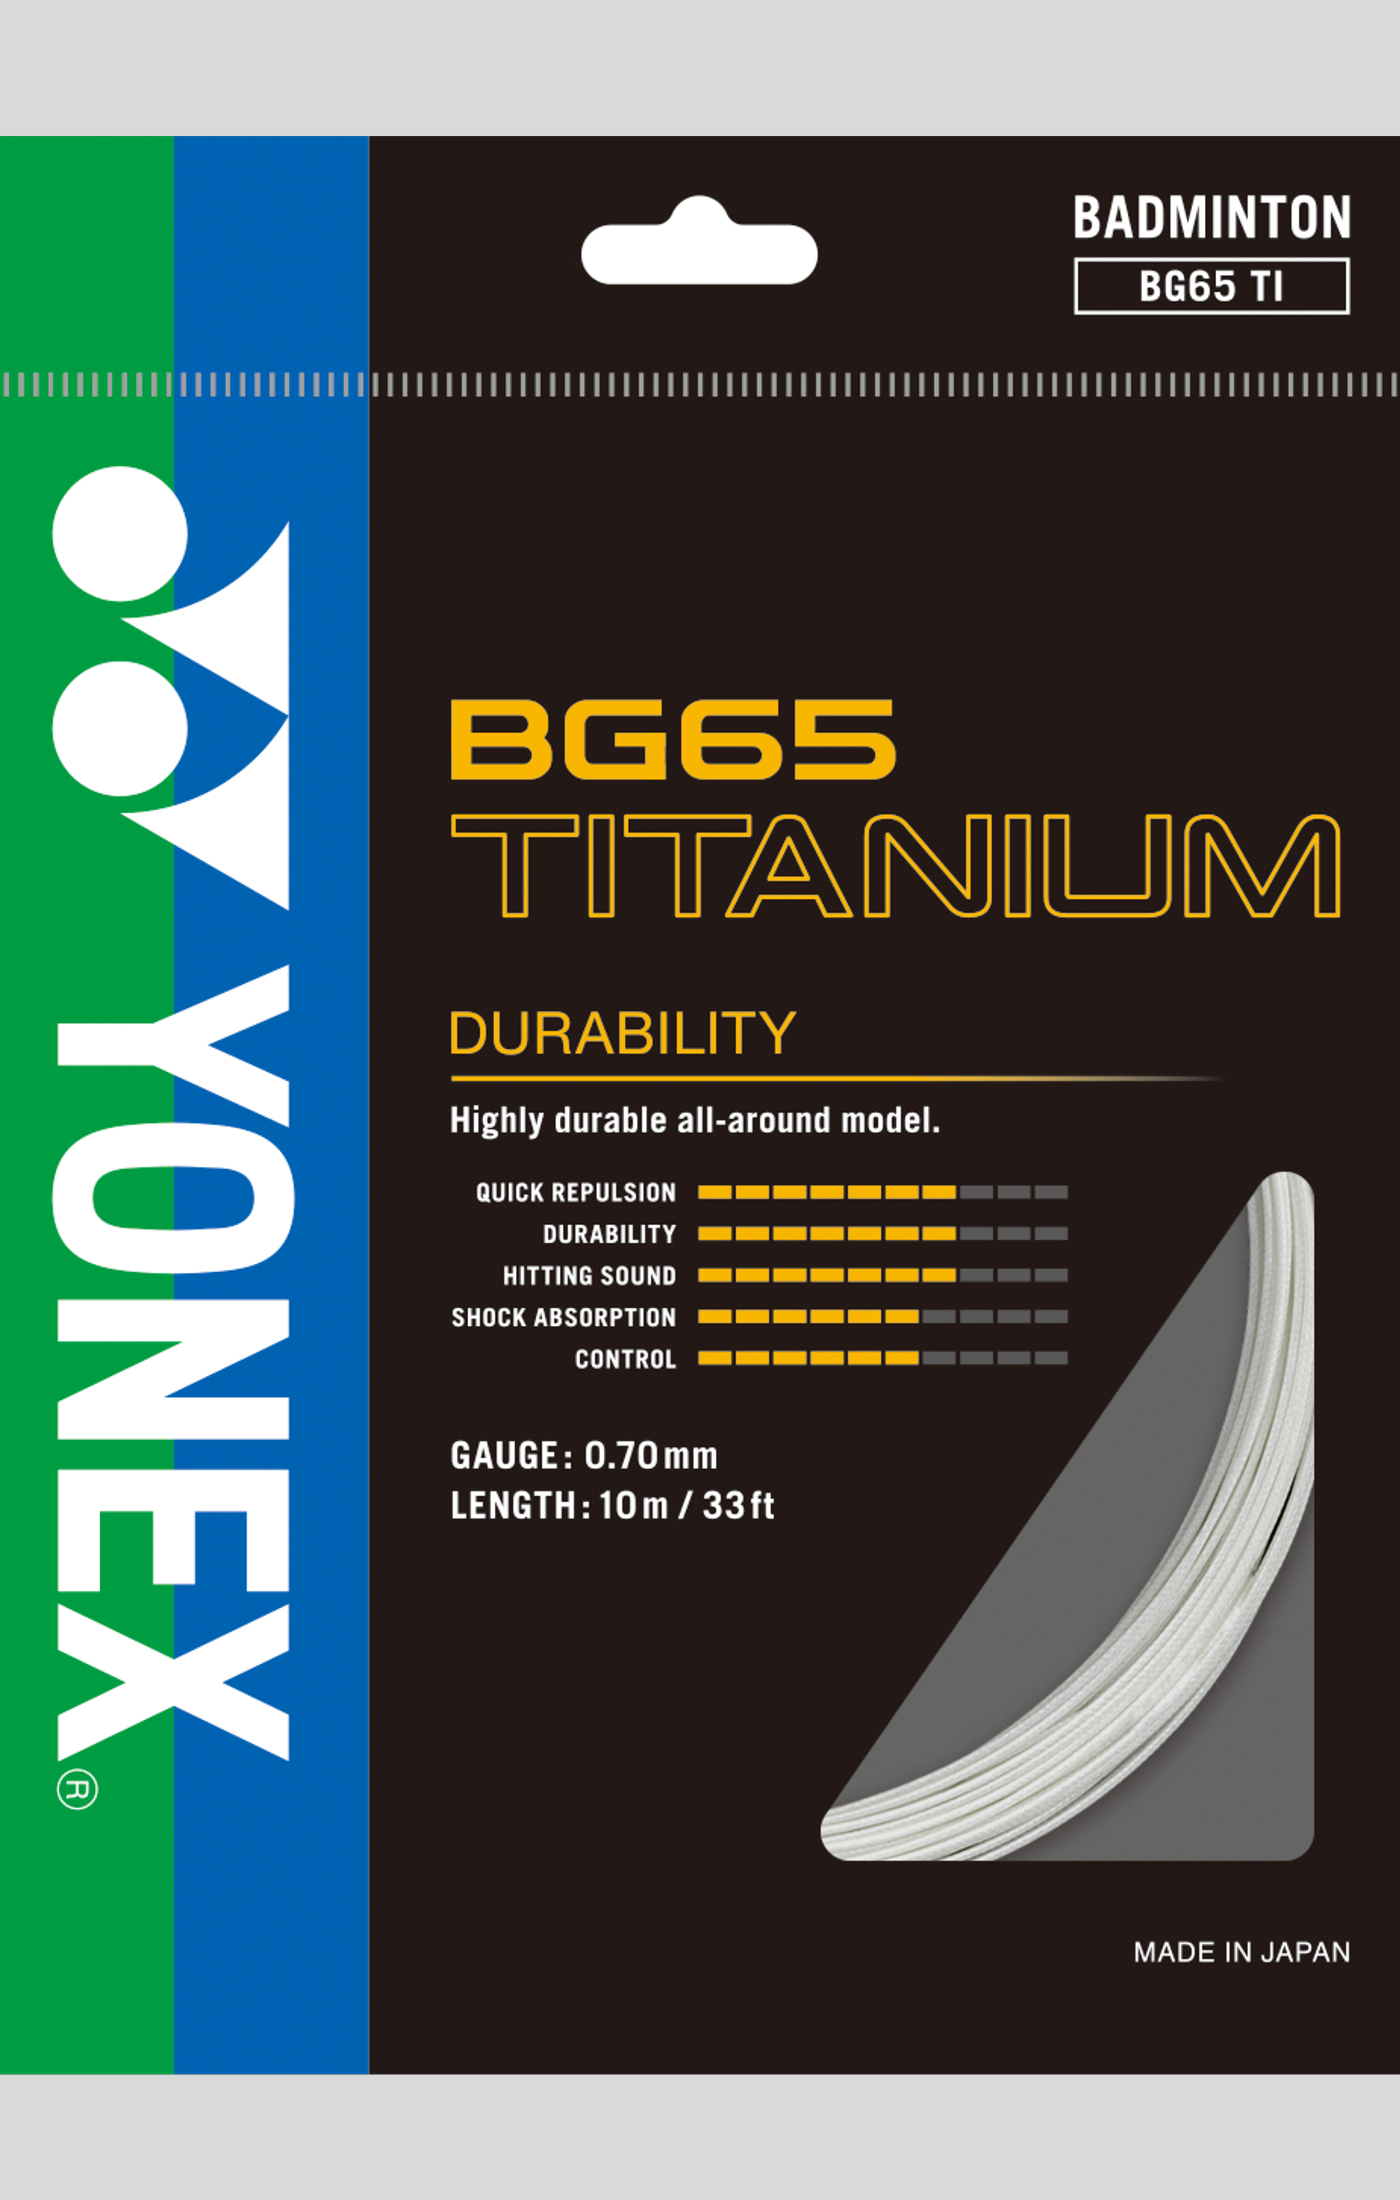 BADMINTON
BG65 TI
YONEX®
BG65
TITANIUM
DURABILITY
Highly durable all-around model.
QUICK REPULSION
DURABILITY
HITTING SOUND
SHOCK ABSORPTION
CONTROL
GAUGE: 0.70mm
LENGTH: 10m / 33ft
MADE IN JAPAN